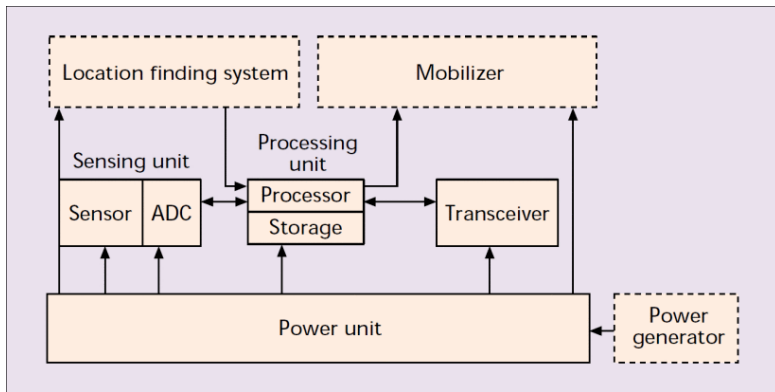 Location finding system
Mobilizer
Sensing unit
Processing
unit
Sensor
ADC
Processor
Storage
Transceiver
Power unit
Power
generator